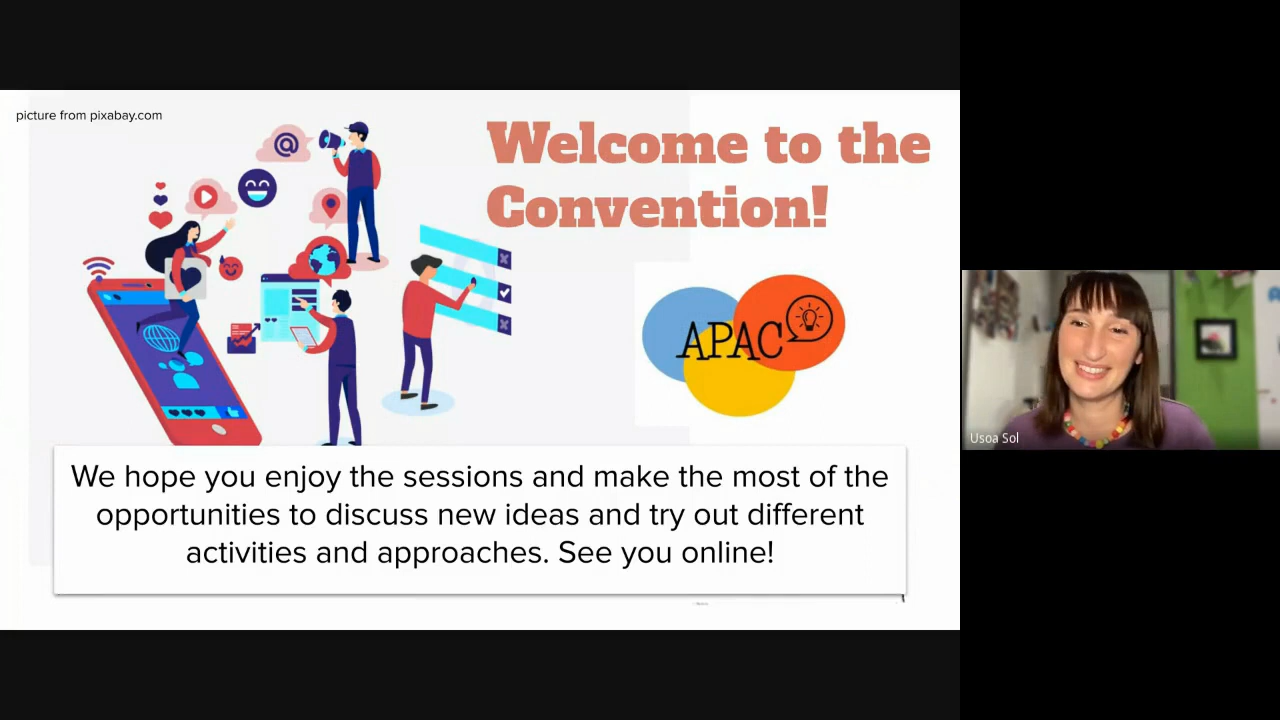 picture from pixabay.com
Welcome to the
Convention!
@
APAC
We hope you enjoy the sessions and make the most of the
opportunities to discuss new ideas and try out different
activities and approaches. See you online!
Usoa Sol